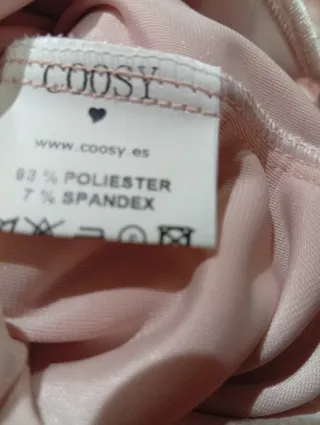 COOSY
www.coosy.es
93 % POLIESTER
7 % SPANDEX